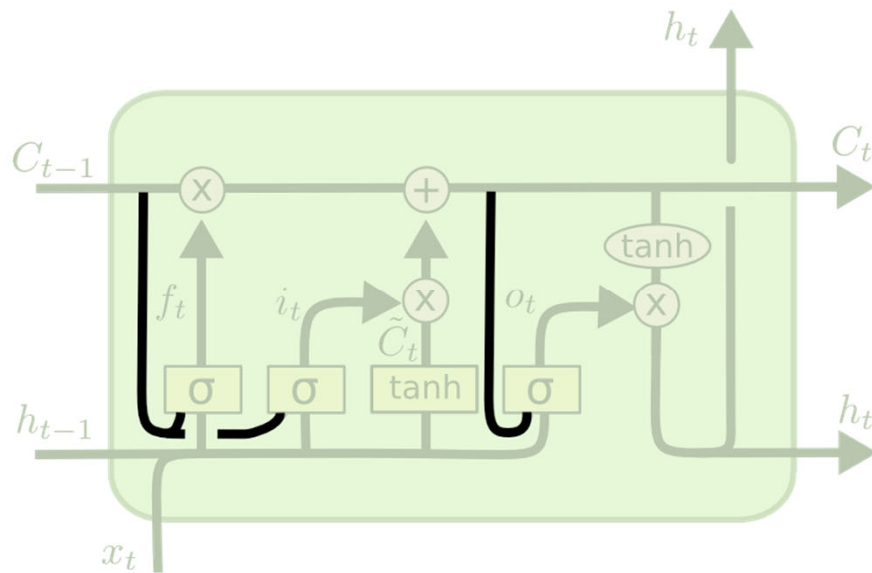 h_t
C_{t-1} x + C_t
tanh
f_t i_t x o_t x
C̃_t
σ σ tanh σ
h_{t-1} h_t
x_t